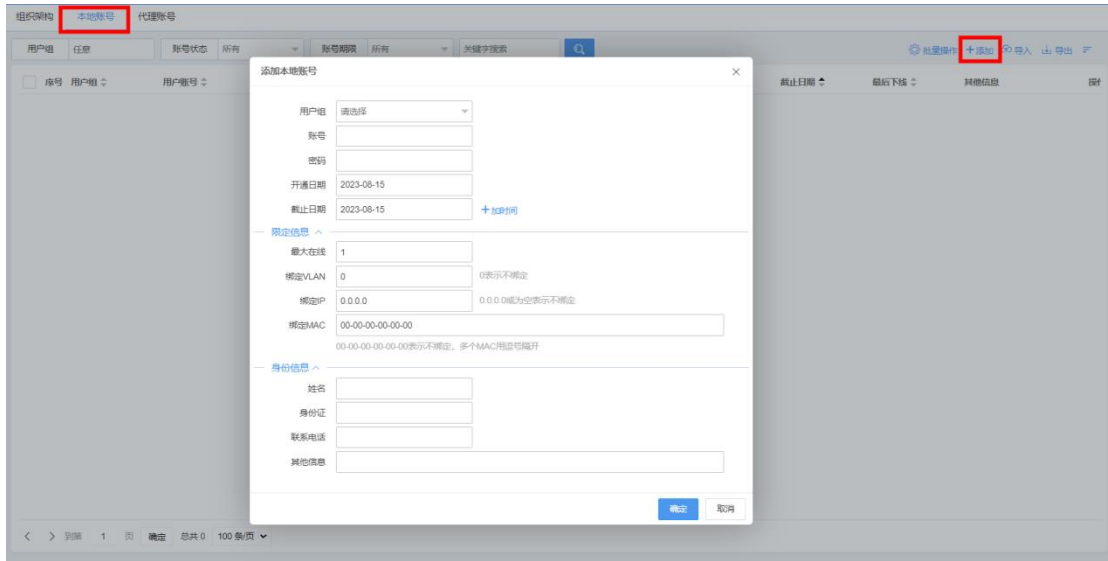 组织架构 本地账号 代理账号
用户组 任意 账号状态 所有 账号期限 所有 关键字搜索 批量操作 +添加 导入 导出
序号 用户组 用户账号 截止日期 最后下线 其他信息
添加本地账号
用户组 请选择
账号
密码
开通日期 2023-08-15
截止日期 2023-08-15 +加时间
限定信息
最大在线 1
绑定VLAN 0 0表示不绑定
绑定IP 0.0.0.0 0.0.0.0或为空表示不绑定
绑定MAC 00-00-00-00-00-00
00-00-00-00-00-00表示不绑定，多个MAC用逗号隔开
身份信息
姓名
身份证
联系电话
其他信息
确定 取消
到第 1 页 确定 总共 0 100 条/页